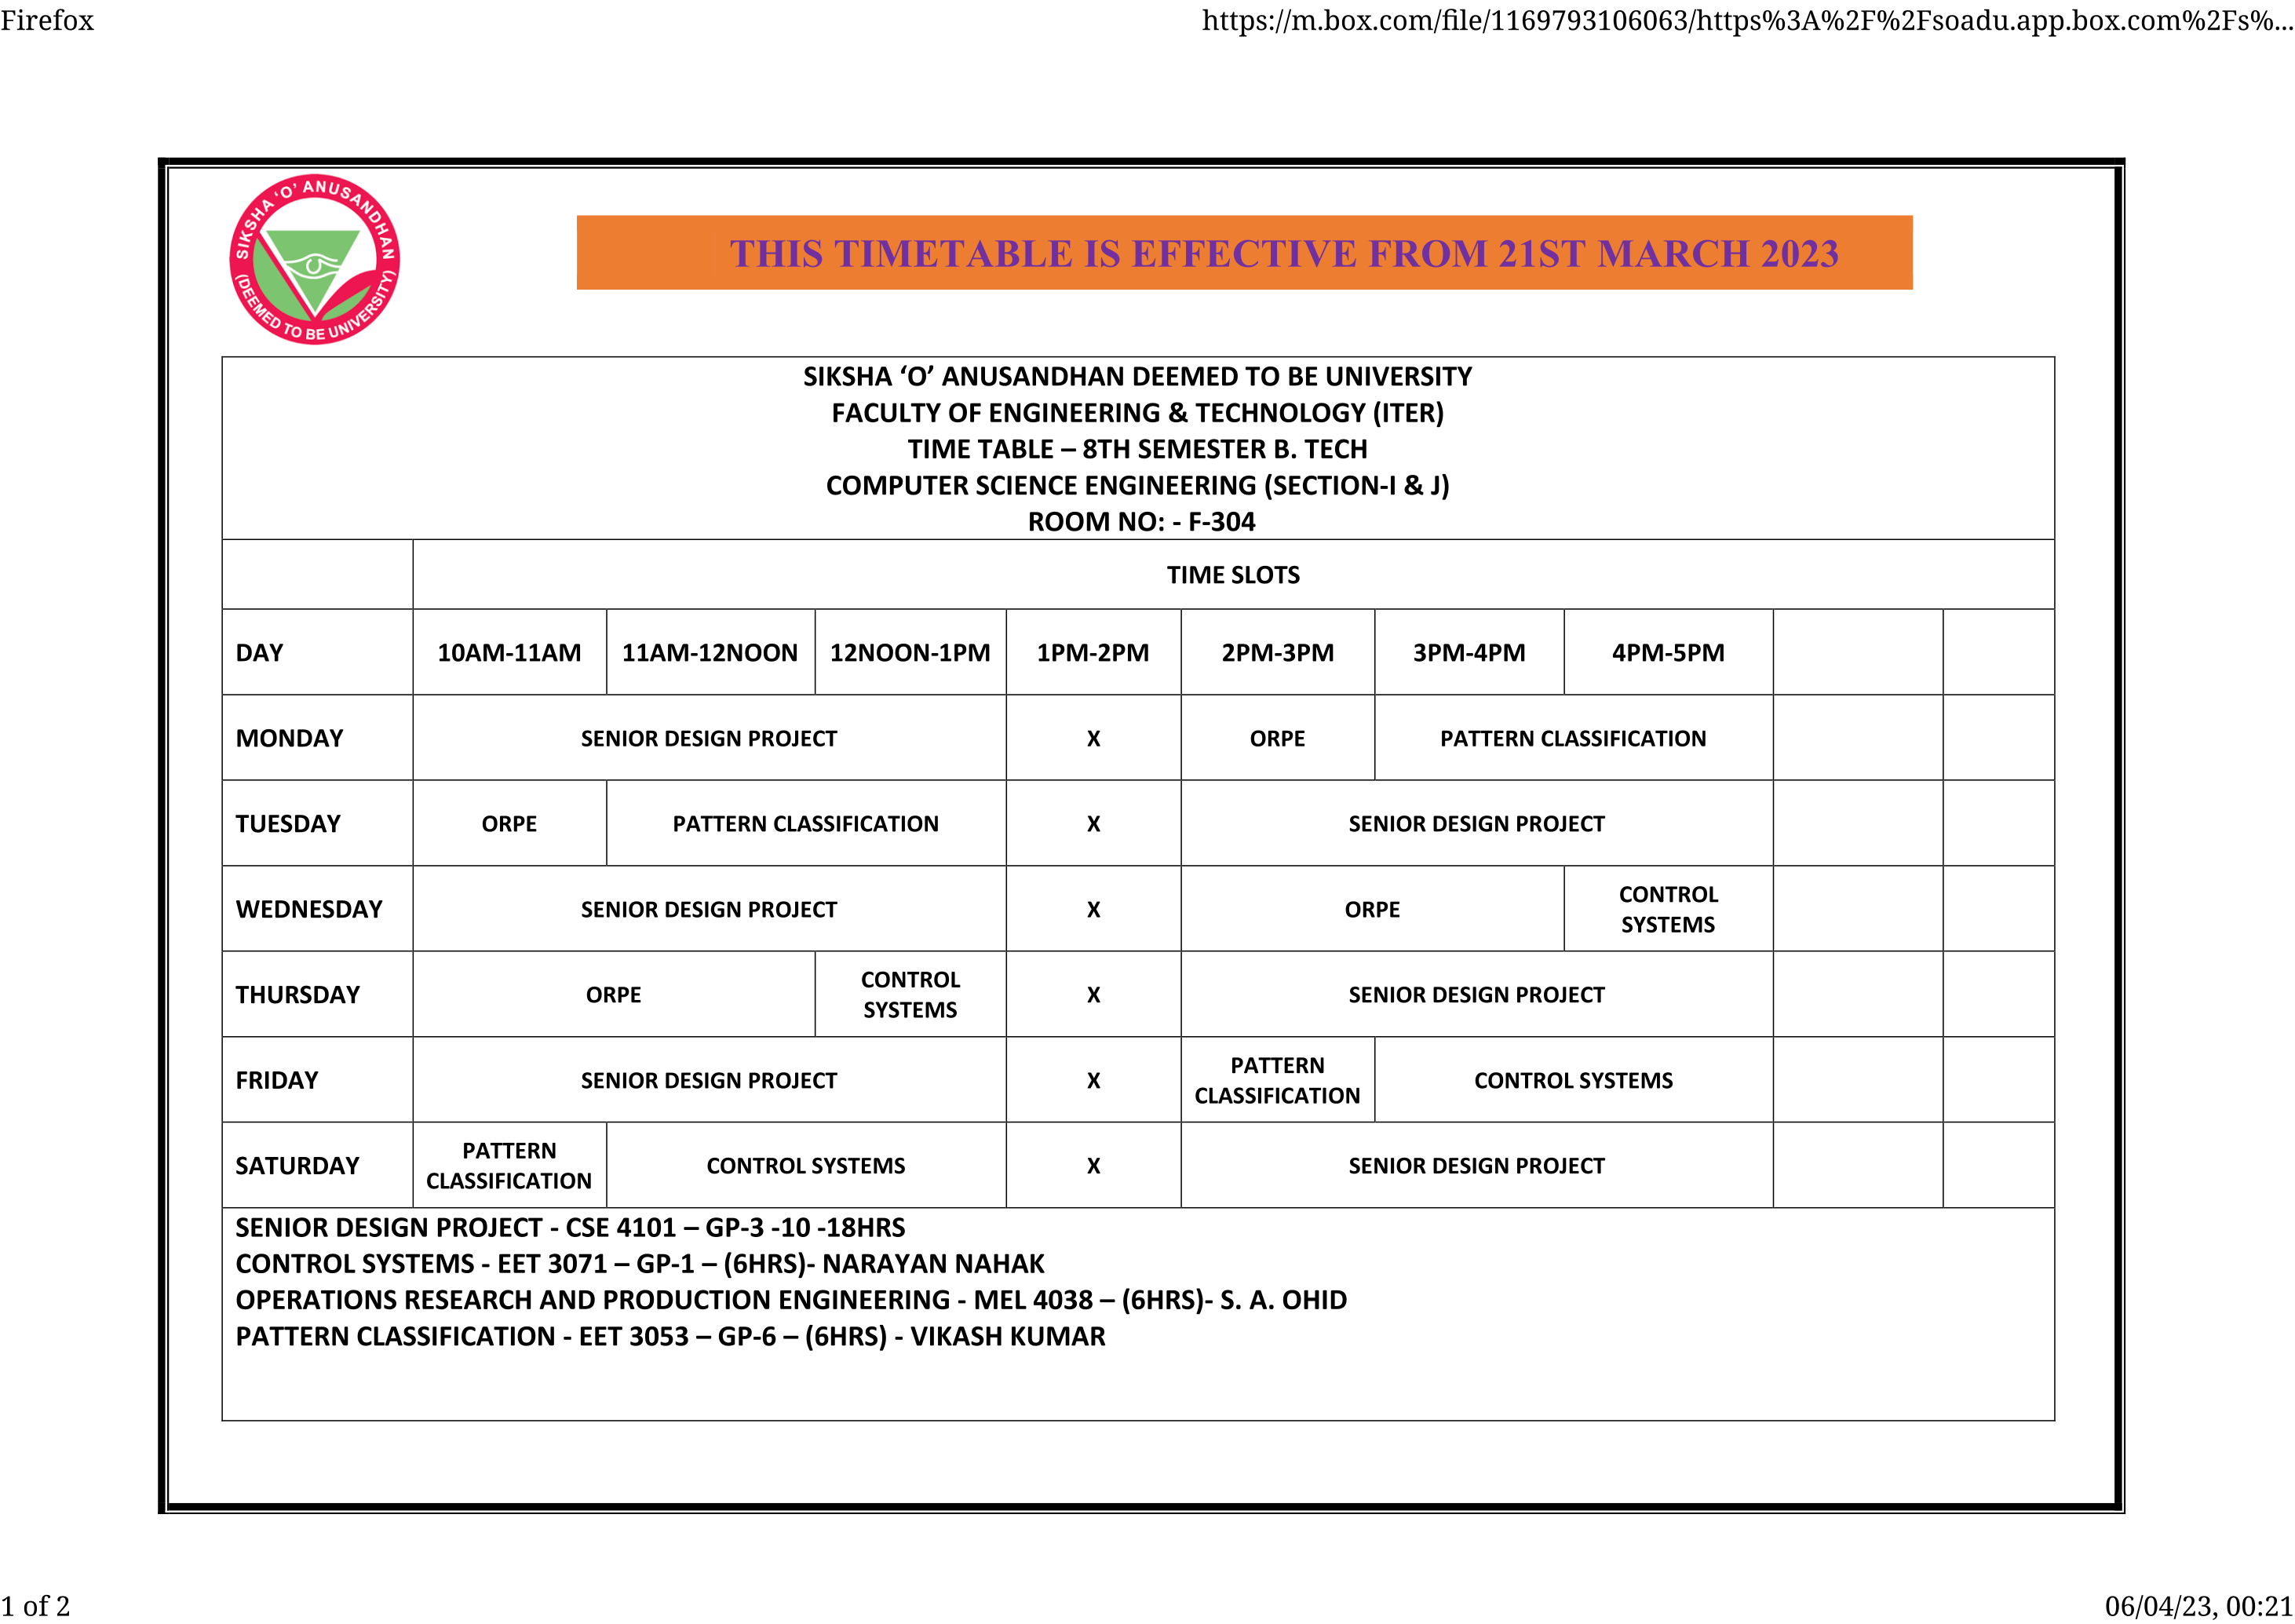 Firefox
https://m.box.com/file/1169793106063/https%3A%2F%2Fsoadu.app.box.com%2Fs%...
SIKSHA ‘O’ ANUSANDHAN
(DEEMED TO BE UNIVERSITY)
THIS TIMETABLE IS EFFECTIVE FROM 21ST MARCH 2023
SIKSHA ‘O’ ANUSANDHAN DEEMED TO BE UNIVERSITY
FACULTY OF ENGINEERING & TECHNOLOGY (ITER)
TIME TABLE – 8TH SEMESTER B. TECH
COMPUTER SCIENCE ENGINEERING (SECTION-I & J)
ROOM NO: - F-304
TIME SLOTS
DAY 10AM-11AM 11AM-12NOON 12NOON-1PM 1PM-2PM 2PM-3PM 3PM-4PM 4PM-5PM
MONDAY SENIOR DESIGN PROJECT X ORPE PATTERN CLASSIFICATION
TUESDAY ORPE PATTERN CLASSIFICATION X SENIOR DESIGN PROJECT
WEDNESDAY SENIOR DESIGN PROJECT X ORPE CONTROL SYSTEMS
THURSDAY ORPE CONTROL SYSTEMS X SENIOR DESIGN PROJECT
FRIDAY SENIOR DESIGN PROJECT X PATTERN CLASSIFICATION CONTROL SYSTEMS
SATURDAY PATTERN CLASSIFICATION CONTROL SYSTEMS X SENIOR DESIGN PROJECT
SENIOR DESIGN PROJECT - CSE 4101 – GP-3 -10 -18HRS
CONTROL SYSTEMS - EET 3071 – GP-1 – (6HRS)- NARAYAN NAHAK
OPERATIONS RESEARCH AND PRODUCTION ENGINEERING - MEL 4038 – (6HRS)- S. A. OHID
PATTERN CLASSIFICATION - EET 3053 – GP-6 – (6HRS) - VIKASH KUMAR
1 of 2
06/04/23, 00:21